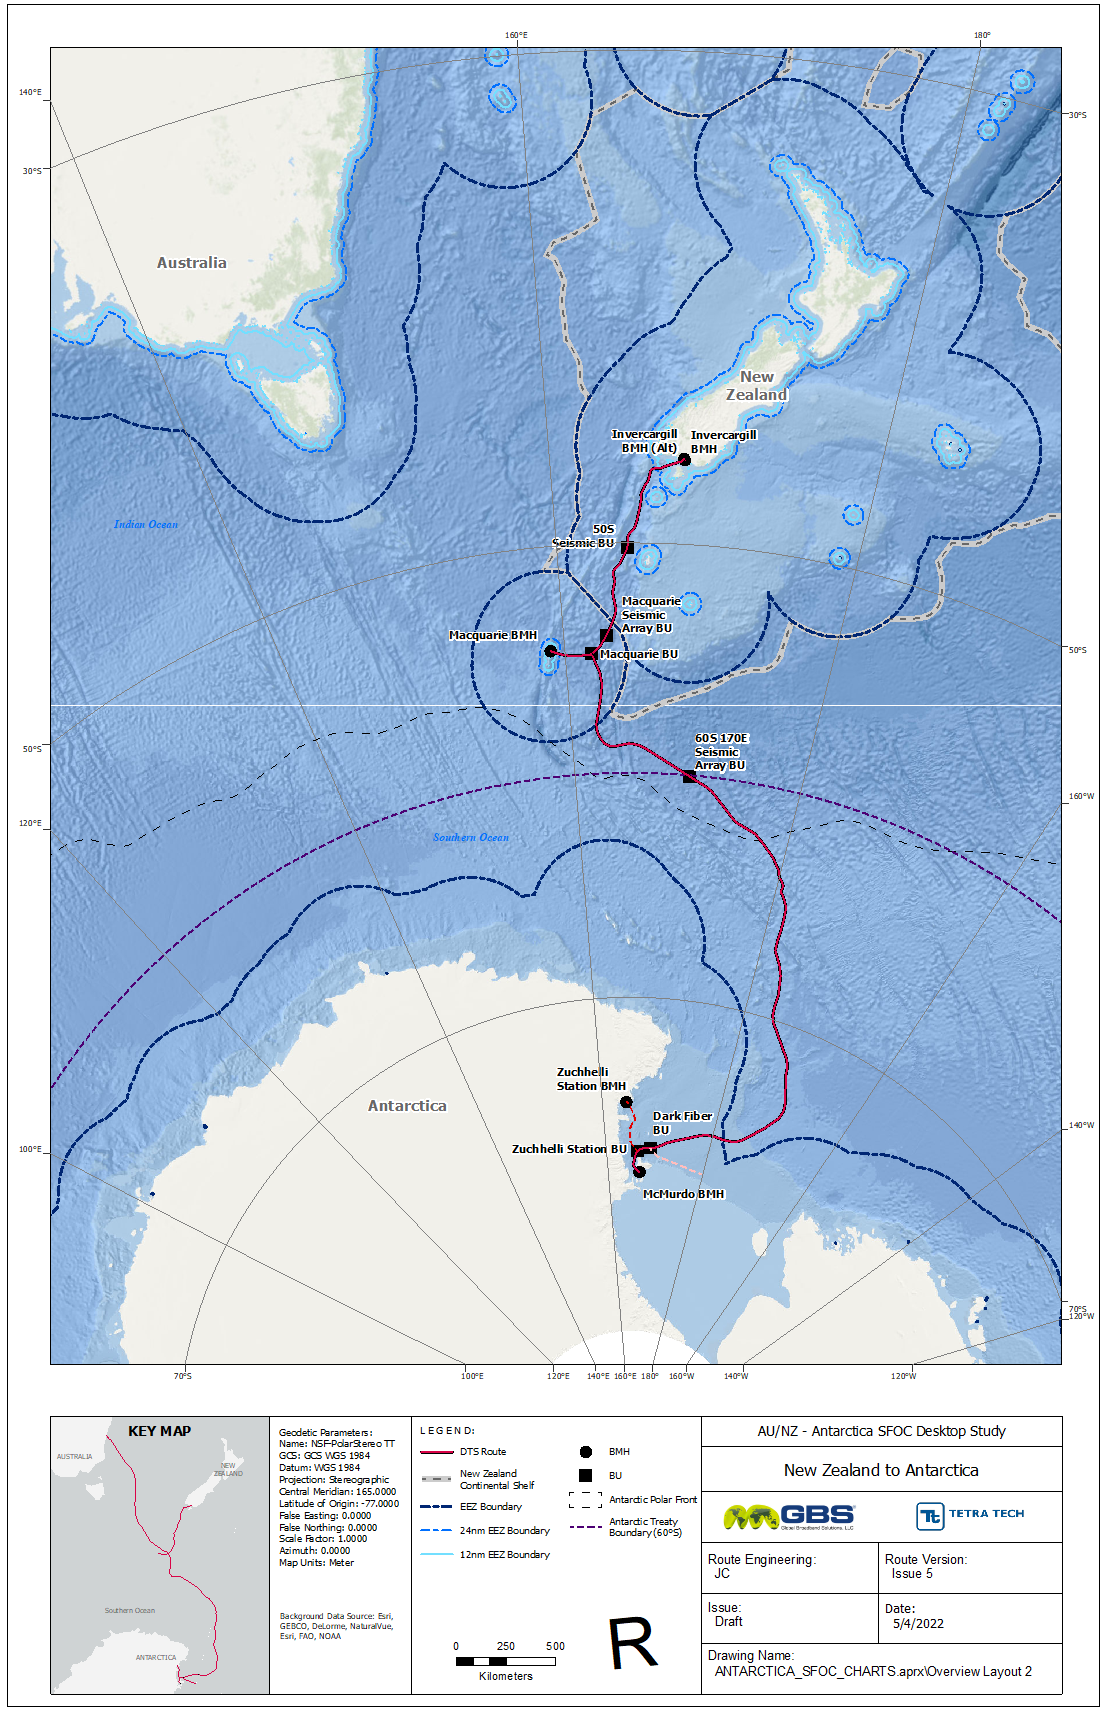 160°E
180°
140°E
30°S
30°S
Australia
New
Zealand
Invercargill
BMH (Alt)
Invercargill
BMH
Indian Ocean
50S
Seismic BU
Macquarie
Seismic
Array BU
Macquarie BMH
Macquarie BU
50°S
60S 170E
Seismic
Array BU
50°S
160°W
120°E
Southern Ocean
Zuchhelli
Station BMH
Antarctica
Dark Fiber
BU
140°W
100°E
Zuchhelli Station BU
McMurdo BMH
70°S
120°W
70°S
100°E
120°E
140°E
160°E
180°
160°W
140°W
120°W
KEY MAP
AUSTRALIA
NEW
ZEALAND
Southern Ocean
ANTARCTICA
Geodetic Parameters:
Name: NSF-PolarStereo TT
GCS: GCS WGS 1984
Datum: WGS 1984
Projection: Stereographic
Central Meridian: 165.0000
Latitude of Origin: -77.0000
False Easting: 0.0000
False Northing: 0.0000
Scale Factor: 1.0000
Azimuth: 0.0000
Map Units: Meter
Background Data Source: Esri,
GEBCO, DeLorme, NaturalVue,
Esri, FAO, NOAA
LEGEND:
DTS Route
New Zealand
Continental Shelf
EEZ Boundary
24nm EEZ Boundary
12nm EEZ Boundary
BMH
BU
Antarctic Polar Front
Antarctic Treaty
Boundary (60°S)
0 250 500
Kilometers
R
AU/NZ - Antarctica SFOC Desktop Study
New Zealand to Antarctica
GBS
Global Broadband Solutions, LLC
Tt
TETRA TECH
Route Engineering:
JC
Route Version:
Issue 5
Issue:
Draft
Date:
5/4/2022
Drawing Name:
ANTARCTICA_SFOC_CHARTS.aprx\Overview Layout 2